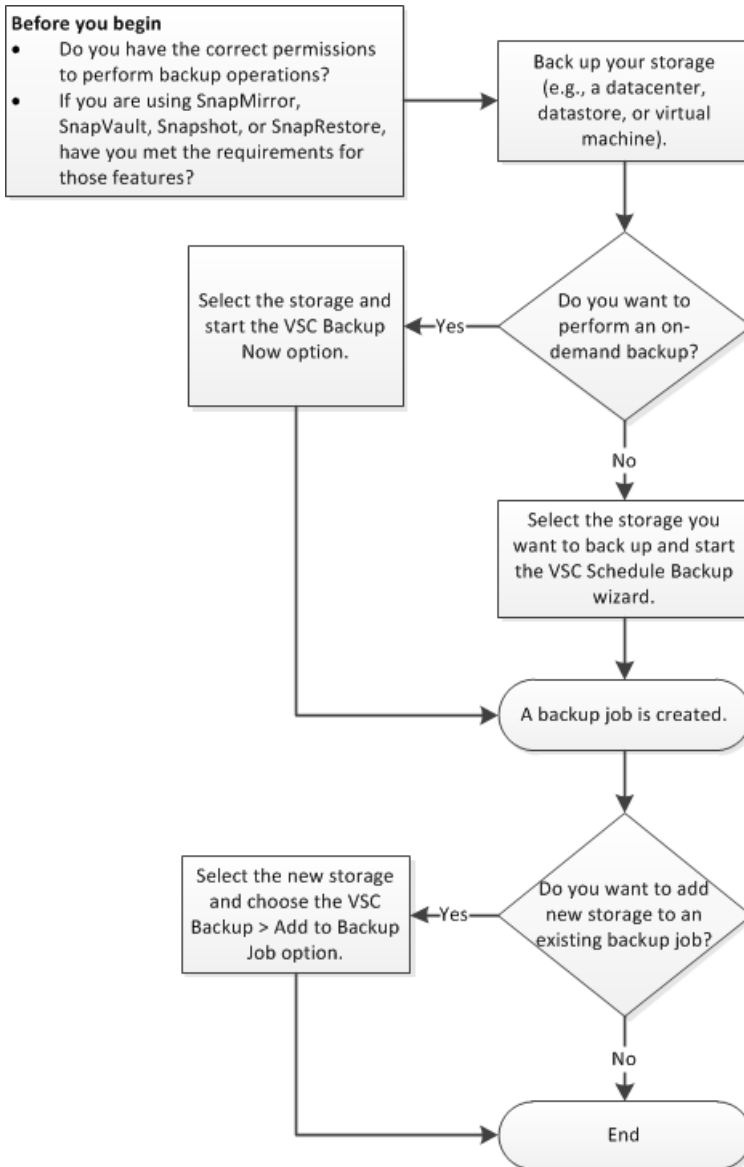 Before you begin
• Do you have the correct permissions
to perform backup operations?
• If you are using SnapMirror,
SnapVault, Snapshot, or SnapRestore,
have you met the requirements for
those features?
Back up your storage
(e.g., a datacenter,
datastore, or virtual
machine).
Do you want to
perform an on-
demand backup?
Yes
Select the storage and
start the VSC Backup
Now option.
No
Select the storage you
want to back up and start
the VSC Schedule Backup
wizard.
A backup job is created.
Do you want to add
new storage to an
existing backup job?
Yes
Select the new storage
and choose the VSC
Backup > Add to Backup
Job option.
No
End